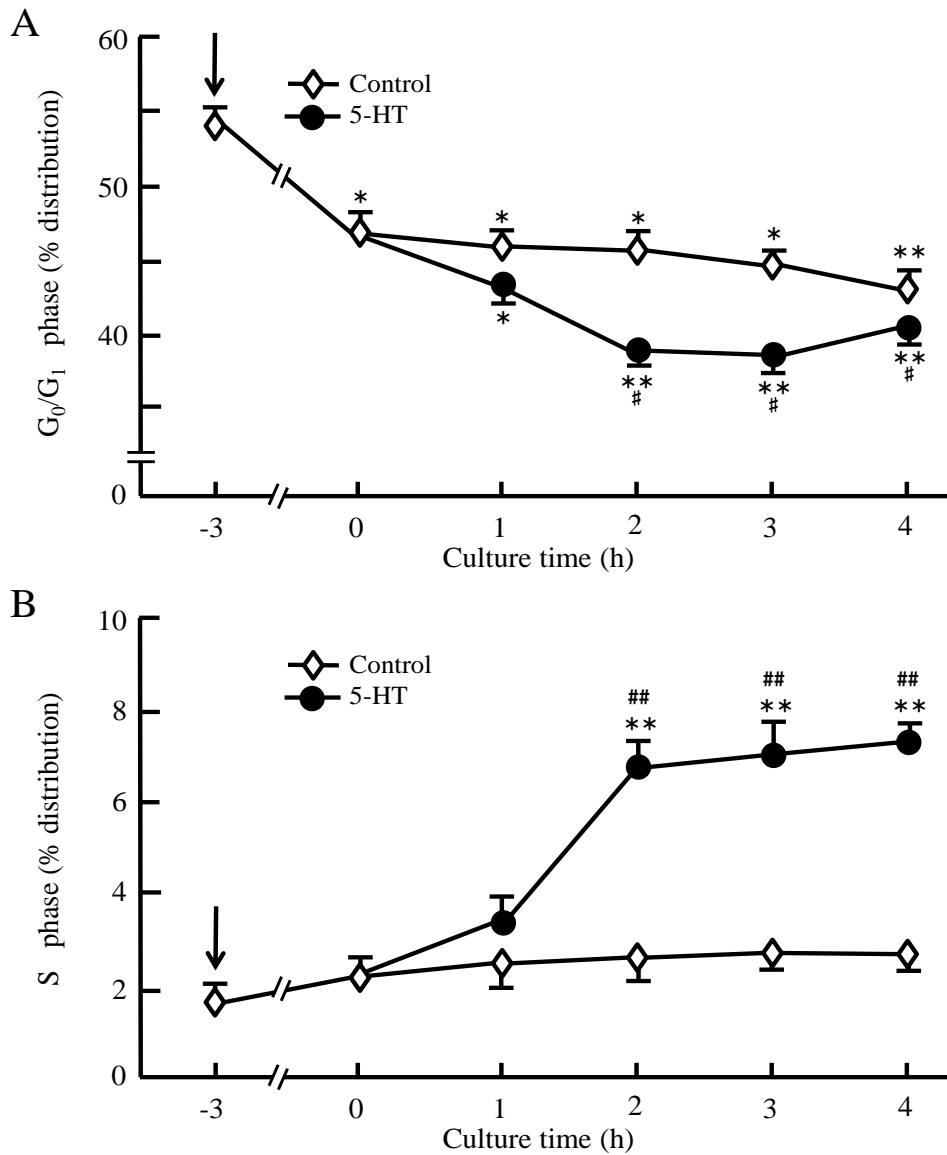 A
60
Control
5-HT
50
* * * * **
40
* ** ** **
♯ ♯ ♯
G₀/G₁ phase (% distribution)
0
-3 0 1 2 3 4
Culture time (h)
B
10
Control
5-HT
## ## ##
8
** ** **
6
4
2
S phase (% distribution)
0
-3 0 1 2 3 4
Culture time (h)